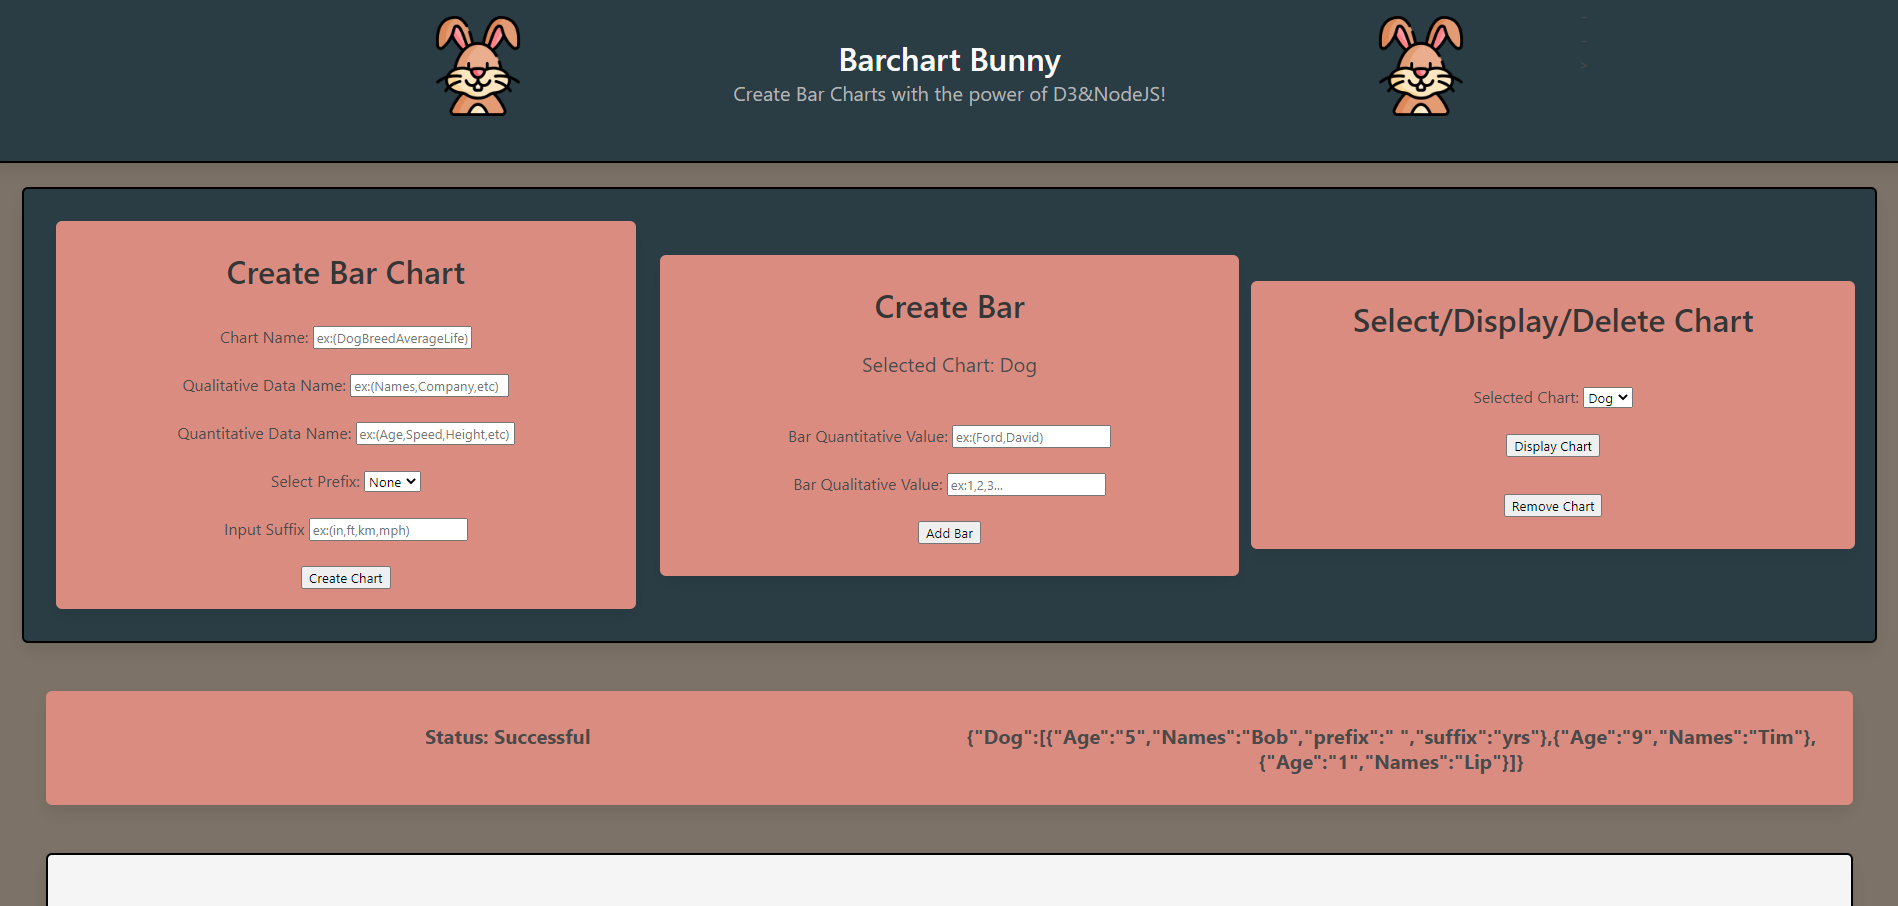 Barchart Bunny
Create Bar Charts with the power of D3&NodeJS!
Create Bar Chart
Chart Name: ex:(DogBreedAverageLife)
Qualitative Data Name: ex:(Names,Company,etc)
Quantitative Data Name: ex:(Age,Speed,Height,etc)
Select Prefix: None
Input Suffix ex:(in,ft,km,mph)
Create Chart
Create Bar
Selected Chart: Dog
Bar Quantitative Value: ex:(Ford,David)
Bar Qualitative Value: ex:1,2,3...
Add Bar
Select/Display/Delete Chart
Selected Chart: Dog
Display Chart
Remove Chart
Status: Successful
{"Dog":[{"Age":"5","Names":"Bob","prefix":" ","suffix":"yrs"},{"Age":"9","Names":"Tim"},
{"Age":"1","Names":"Lip"}]}